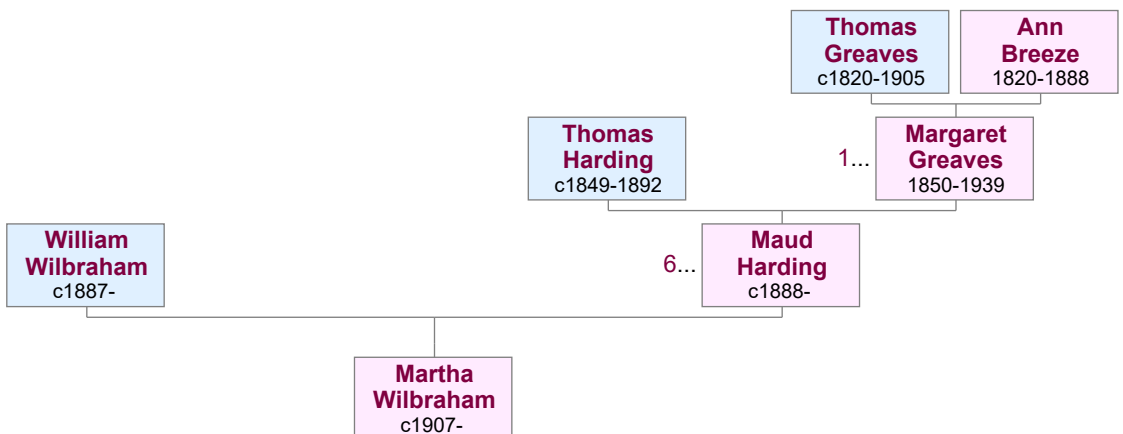 Thomas
Greaves
c1820-1905
Ann
Breeze
1820-1888
Thomas
Harding
c1849-1892
1...
Margaret
Greaves
1850-1939
William
Wilbraham
c1887-
6...
Maud
Harding
c1888-
Martha
Wilbraham
c1907-